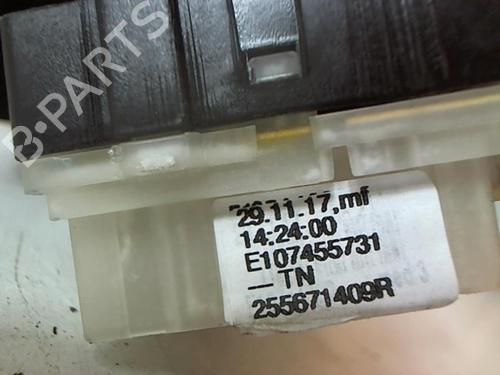 B-PARTS
29.11.17,mf
14:24:00
E107455731
— TN
255671409R